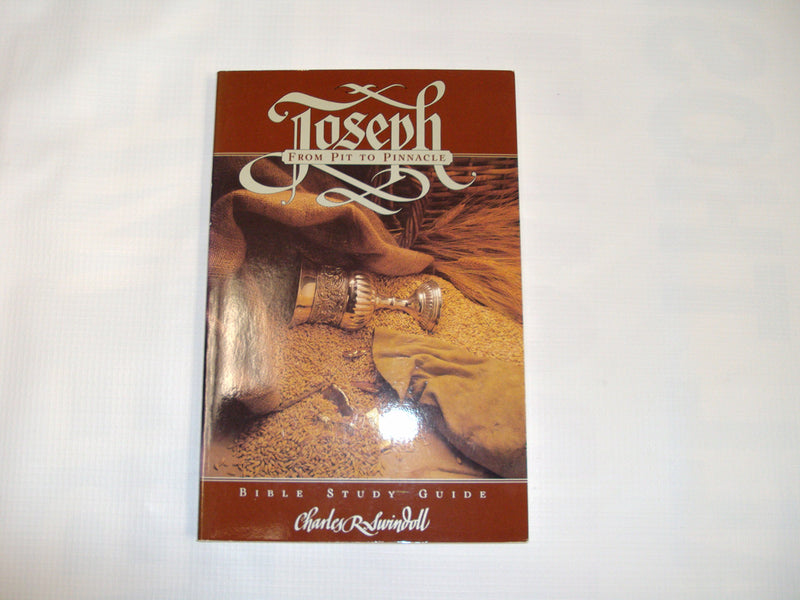 Joseph
FROM PIT TO PINNACLE
BIBLE STUDY GUIDE
Charles R. Swindoll